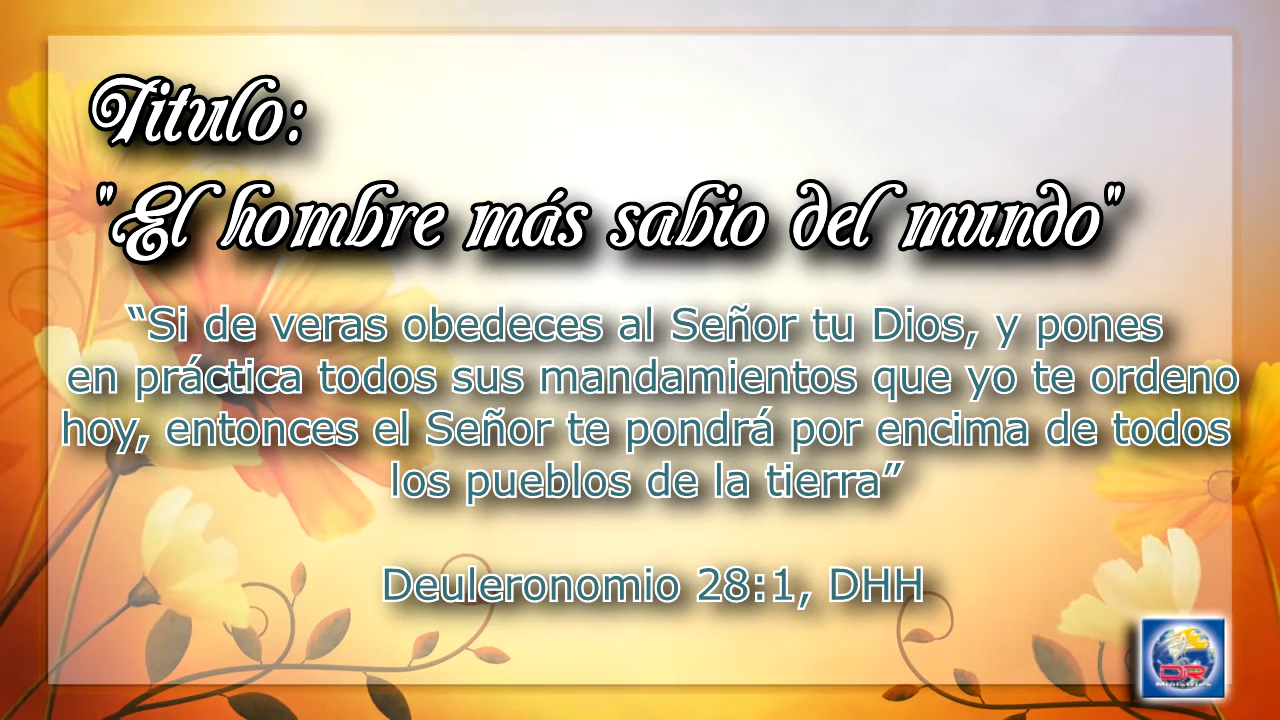 Titulo:
"El hombre más sabio del mundo"
“Si de veras obedeces al Señor tu Dios, y pones
en práctica todos sus mandamientos que yo te ordeno
hoy, entonces el Señor te pondrá por encima de todos
los pueblos de la tierra”
Deuleronomio 28:1, DHH
DR
Ministries